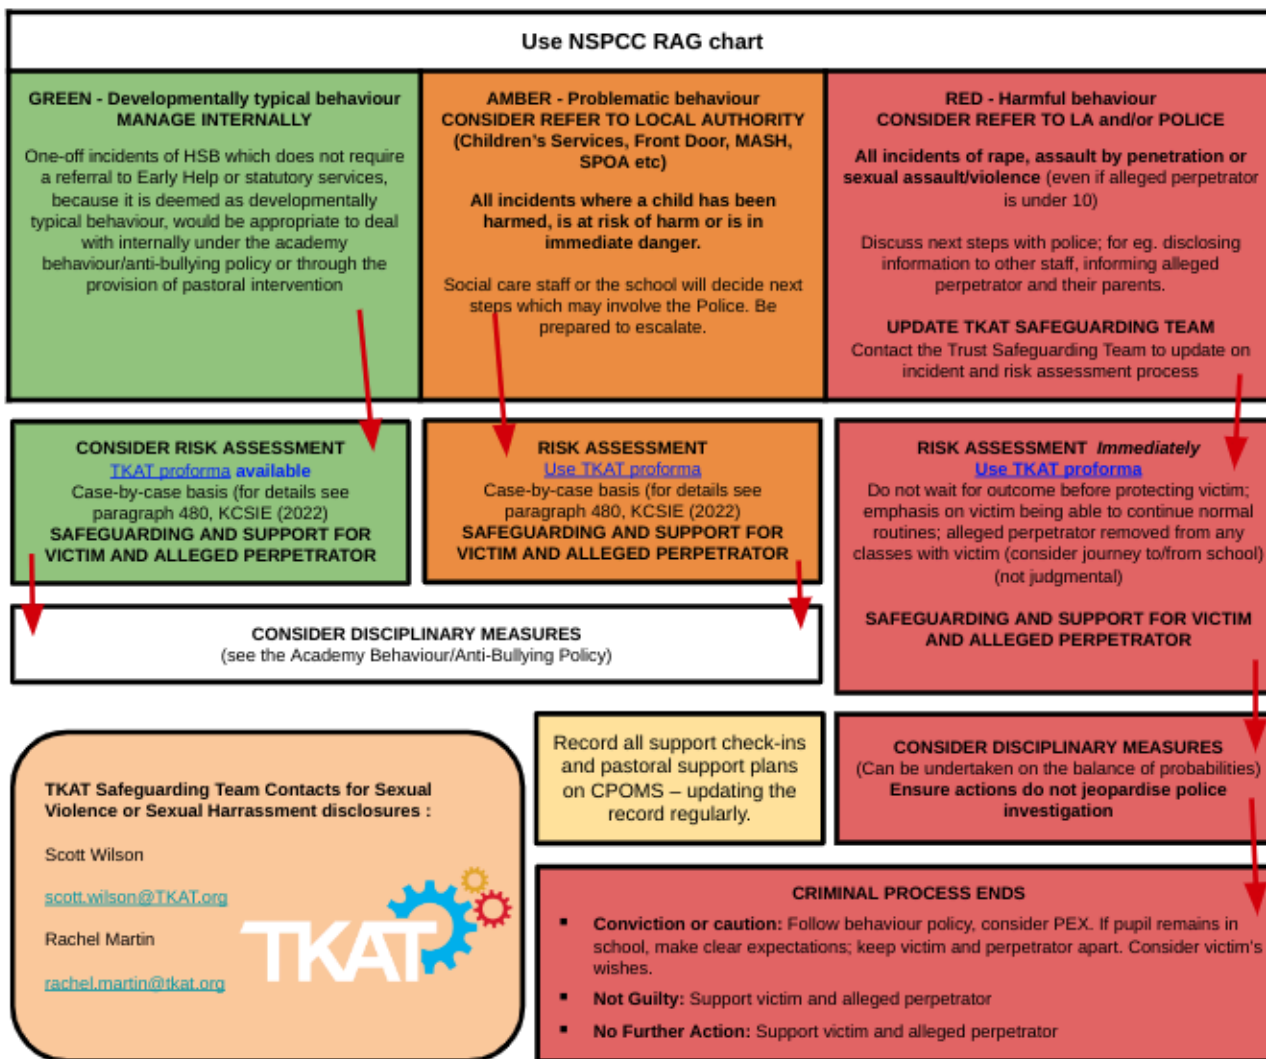 Use NSPCC RAG chart
GREEN - Developmentally typical behaviour
MANAGE INTERNALLY
One-off incidents of HSB which does not require
a referral to Early Help or statutory services,
because it is deemed as developmentally
typical behaviour, would be appropriate to deal
with internally under the academy
behaviour/anti-bullying policy or through the
provision of pastoral intervention
AMBER - Problematic behaviour
CONSIDER REFER TO LOCAL AUTHORITY
(Children's Services, Front Door, MASH,
SPOA etc)
All incidents where a child has been
harmed, is at risk of harm or is in
immediate danger.
Social care staff or the school will decide next
steps which may involve the Police. Be
prepared to escalate.
RED - Harmful behaviour
CONSIDER REFER TO LA and/or POLICE
All incidents of rape, assault by penetration or
sexual assault/violence (even if alleged perpetrator
is under 10)
Discuss next steps with police; for eg. disclosing
information to other staff, informing alleged
perpetrator and their parents.
UPDATE TKAT SAFEGUARDING TEAM
Contact the Trust Safeguarding Team to update on
incident and risk assessment process
CONSIDER RISK ASSESSMENT
TKAT proforma available
Case-by-case basis (for details see
paragraph 480, KCSIE (2022)
SAFEGUARDING AND SUPPORT FOR
VICTIM AND ALLEGED PERPETRATOR
RISK ASSESSMENT
Use TKAT proforma
Case-by-case basis (for details see
paragraph 480, KCSIE (2022)
SAFEGUARDING AND SUPPORT FOR
VICTIM AND ALLEGED PERPETRATOR
RISK ASSESSMENT Immediately
Use TKAT proforma
Do not wait for outcome before protecting victim;
emphasis on victim being able to continue normal
routines; alleged perpetrator removed from any
classes with victim (consider journey to/from school)
(not judgmental)
SAFEGUARDING AND SUPPORT FOR VICTIM
AND ALLEGED PERPETRATOR
CONSIDER DISCIPLINARY MEASURES
(see the Academy Behaviour/Anti-Bullying Policy)
TKAT Safeguarding Team Contacts for Sexual
Violence or Sexual Harrassment disclosures :
Scott Wilson
scott.wilson@TKAT.org
Rachel Martin
rachel.martin@tkat.org
TKAT
Record all support check-ins
and pastoral support plans
on CPOMS – updating the
record regularly.
CONSIDER DISCIPLINARY MEASURES
(Can be undertaken on the balance of probabilities)
Ensure actions do not jeopardise police
investigation
CRIMINAL PROCESS ENDS
▪ Conviction or caution: Follow behaviour policy, consider PEX. If pupil remains in
school, make clear expectations; keep victim and perpetrator apart. Consider victim's
wishes.
▪ Not Guilty: Support victim and alleged perpetrator
▪ No Further Action: Support victim and alleged perpetrator